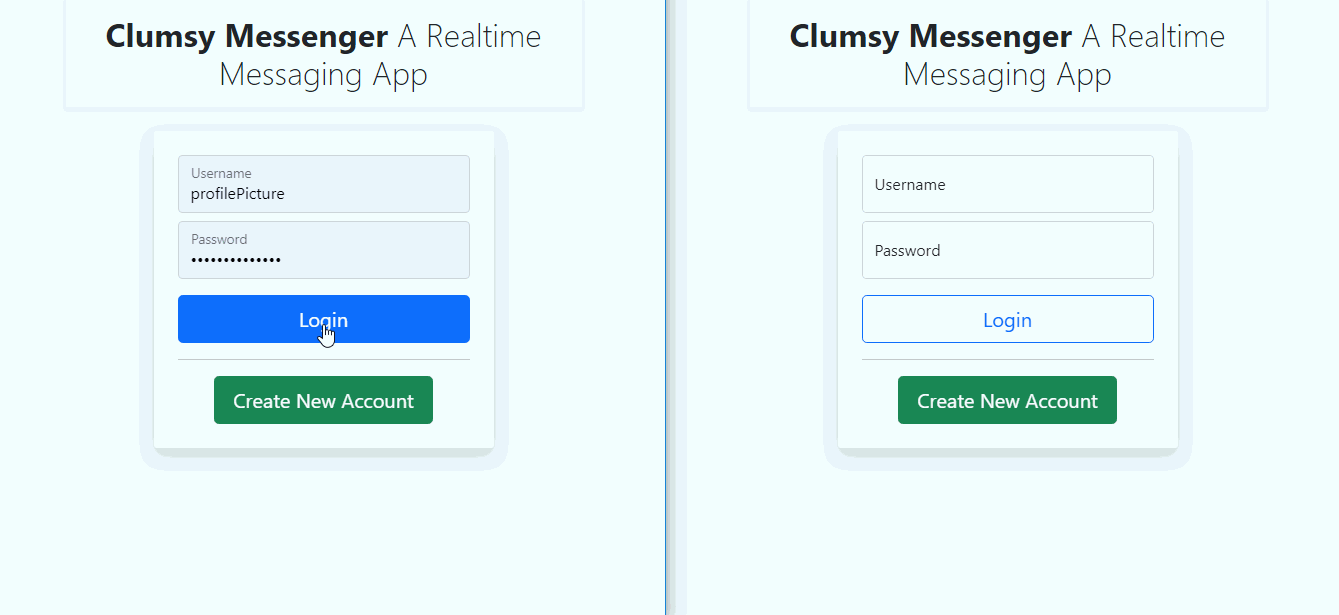 Clumsy Messenger A Realtime
Messaging App
Username
profilePicture
Password
••••••••••••••
Login
Create New Account
Clumsy Messenger A Realtime
Messaging App
Username
Password
Login
Create New Account